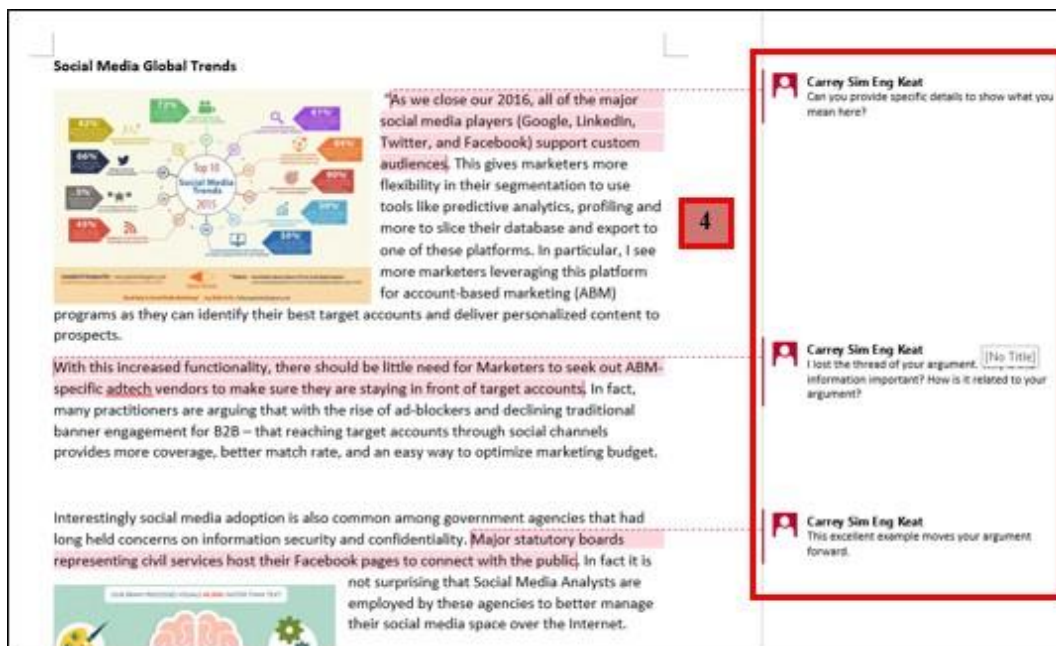 Social Media Global Trends
72%
61%
82%
84%
66%
80%
5%
Top 10
Social Media
Trends
2015
"As we close our 2016, all of the major
social media players (Google, LinkedIn,
Twitter, and Facebook) support custom
audiences. This gives marketers more
flexibility in their segmentation to use
tools like predictive analytics, profiling and
more to slice their database and export to
one of these platforms. In particular, I see
more marketers leveraging this platform
for account-based marketing (ABM)
programs as they can identify their best target accounts and deliver personalized content to
prospects.
4
Carrey Sim Eng Keat
Can you provide specific details to show what you
mean here?
With this increased functionality, there should be little need for Marketers to seek out ABM-
specific adtech vendors to make sure they are staying in front of target accounts. In fact,
many practitioners are arguing that with the rise of ad-blockers and declining traditional
banner engagement for B2B – that reaching target accounts through social channels
provides more coverage, better match rate, and an easy way to optimize marketing budget.
Carrey Sim Eng Keat
I lost the thread of your argument.
[No Title]
information important? How is it related to your
argument?
Interestingly social media adoption is also common among government agencies that had
long held concerns on information security and confidentiality. Major statutory boards
representing civil services host their Facebook pages to connect with the public. In fact it is
not surprising that Social Media Analysts are
employed by these agencies to better manage
their social media space over the Internet.
Carrey Sim Eng Keat
This excellent example moves your argument
forward.